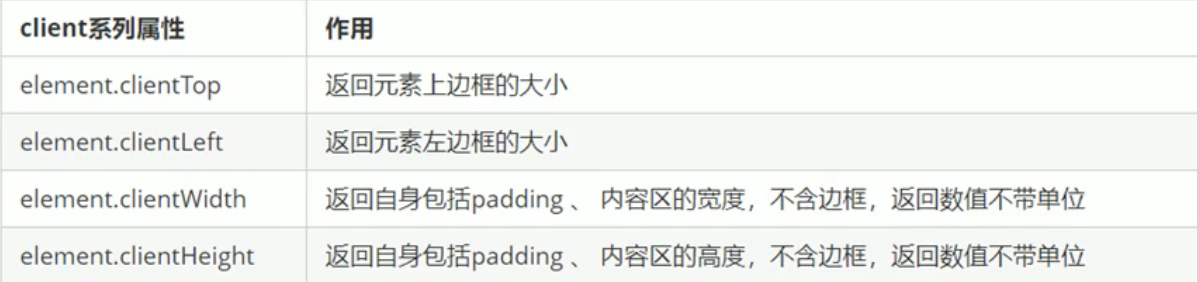 client系列属性 作用
element.clientTop 返回元素上边框的大小
element.clientLeft 返回元素左边框的大小
element.clientWidth 返回自身包括padding 、 内容区的宽度，不含边框，返回数值不带单位
element.clientHeight 返回自身包括padding 、 内容区的高度，不含边框，返回数值不带单位